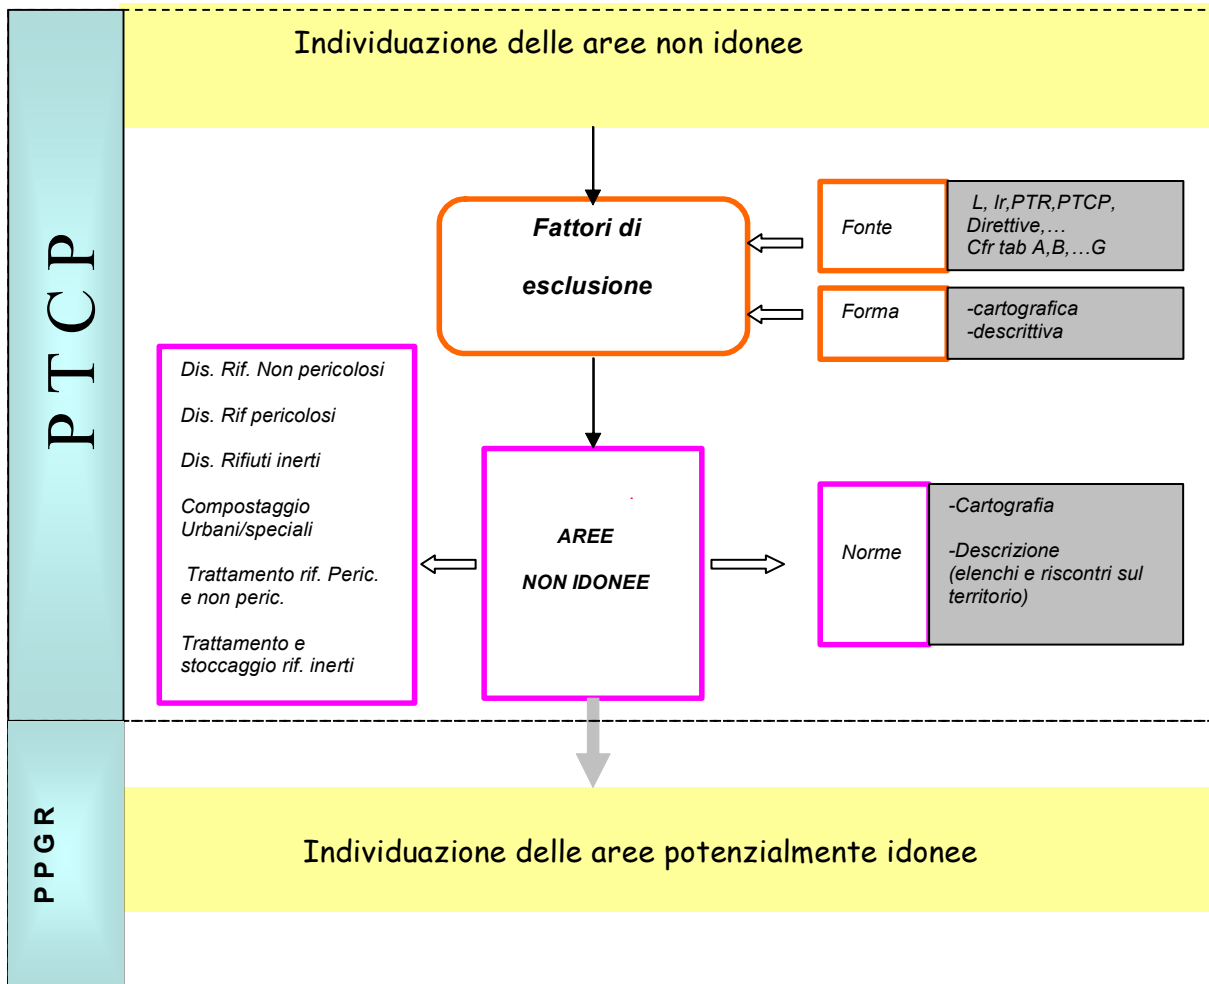 Individuazione delle aree non idonee
P T C P
Fattori di
esclusione
Fonte
L, lr,PTR,PTCP,
Direttive,…
Cfr tab A,B,…G
Forma
-cartografica
-descrittiva
Dis. Rif. Non pericolosi
Dis. Rif pericolosi
Dis. Rifiuti inerti
Compostaggio
Urbani/speciali
Trattamento rif. Peric.
e non peric.
Trattamento e
stoccaggio rif. inerti
AREE
NON IDONEE
Norme
-Cartografia
-Descrizione
(elenchi e riscontri sul
territorio)
P P G R
Individuazione delle aree potenzialmente idonee